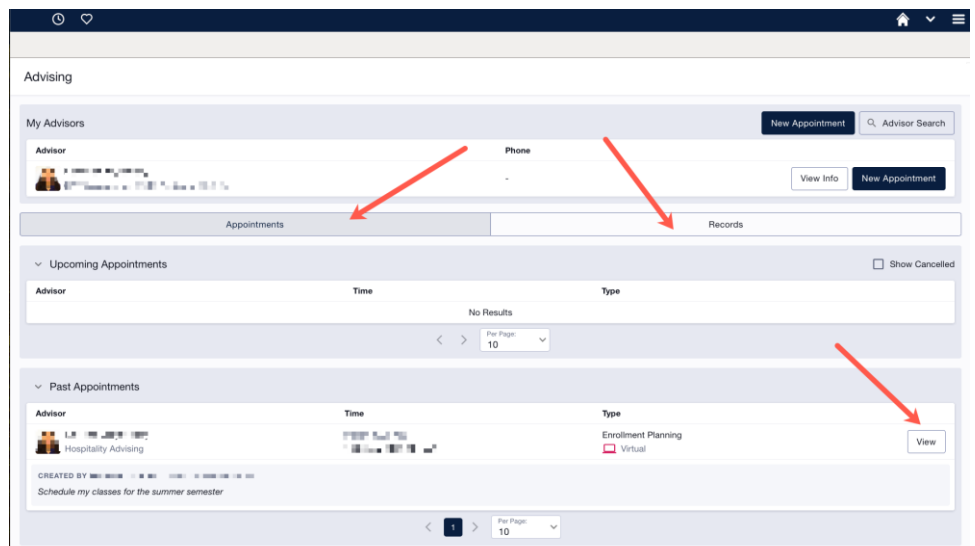 Advising
My Advisors
New Appointment
Advisor Search
Advisor Phone
-
View Info
New Appointment
Appointments
Records
Upcoming Appointments
Show Cancelled
Advisor Time Type
No Results
Per Page:
10
Past Appointments
Advisor Time Type
Enrollment Planning
Hospitality Advising
Virtual
View
CREATED BY
Schedule my classes for the summer semester
1
Per Page:
10